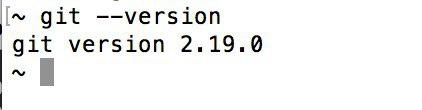 [~ git --version
git version 2.19.0
~